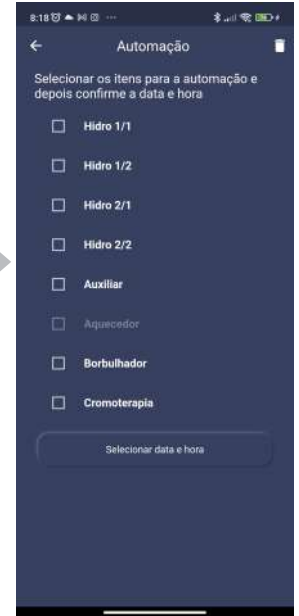 8:18
Automação
Selecionar os itens para a automação e
depois confirme a data e hora
Hidro 1/1
Hidro 1/2
Hidro 2/1
Hidro 2/2
Auxiliar
Aquecedor
Borbulhador
Cromoterapia
Selecionar data e hora